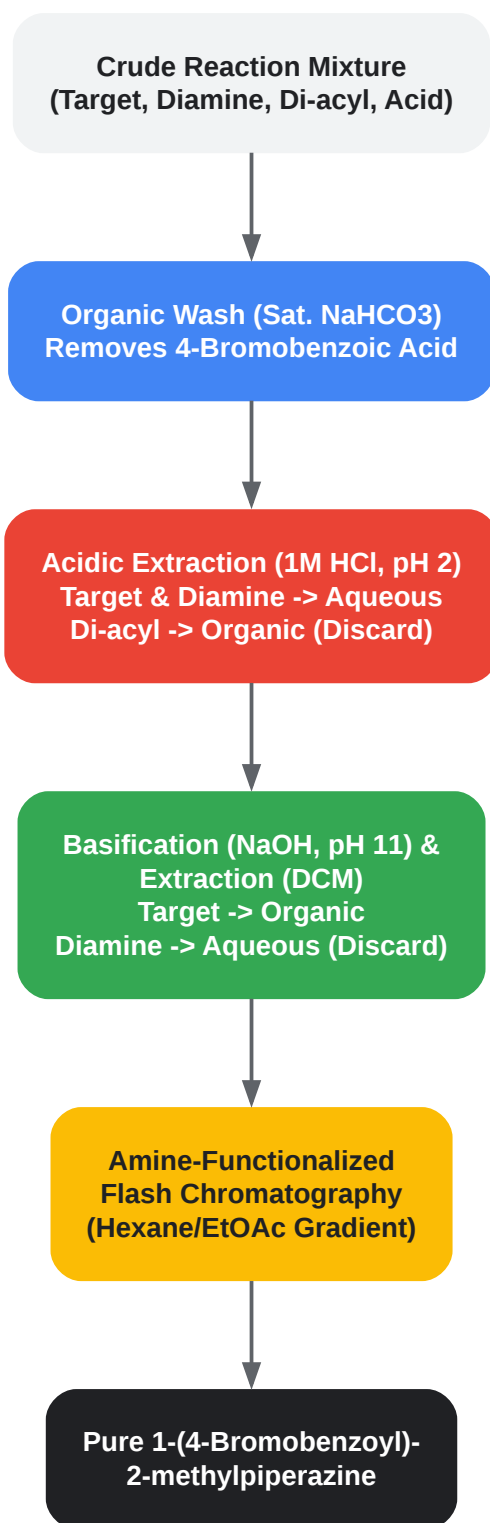 Crude Reaction Mixture
(Target, Diamine, Di-acyl, Acid)
Organic Wash (Sat. NaHCO3)
Removes 4-Bromobenzoic Acid
Acidic Extraction (1M HCl, pH 2)
Target & Diamine -> Aqueous
Di-acyl -> Organic (Discard)
Basification (NaOH, pH 11) &
Extraction (DCM)
Target -> Organic
Diamine -> Aqueous (Discard)
Amine-Functionalized
Flash Chromatography
(Hexane/EtOAc Gradient)
Pure 1-(4-Bromobenzoyl)-
2-methylpiperazine